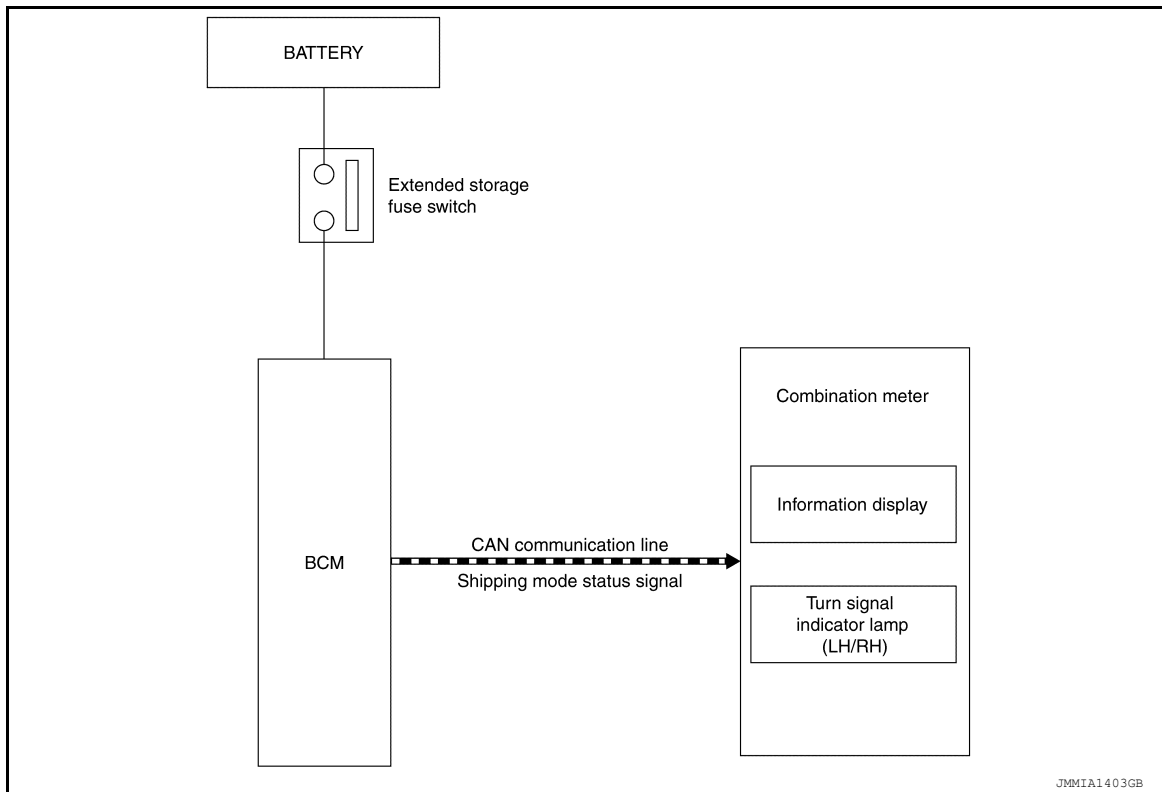 BATTERY
Extended storage
fuse switch
Combination meter
Information display
CAN communication line
BCM
Shipping mode status signal
Turn signal
indicator lamp
(LH/RH)
JMMIA1403GB